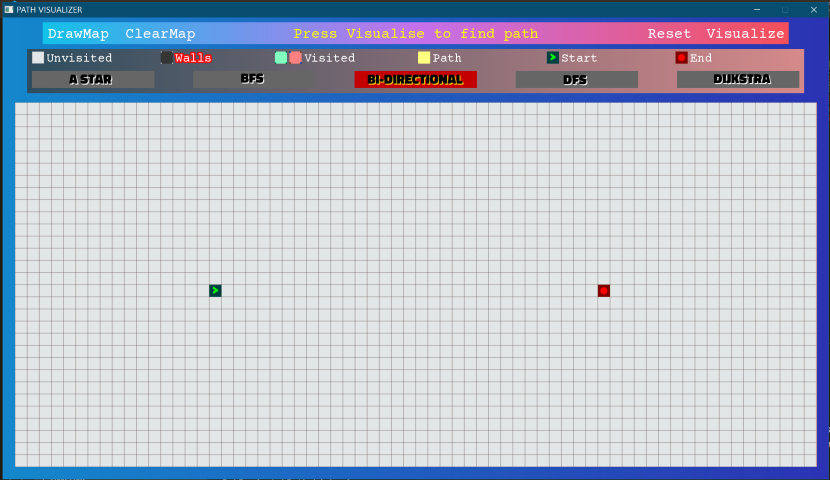 PATH VISUALIZER
DrawMap ClearMap Press Visualise to find path Reset Visualize
Unvisited Walls Visited Path Start End
A STAR BFS BI-DIRECTIONAL DFS DIJKSTRA